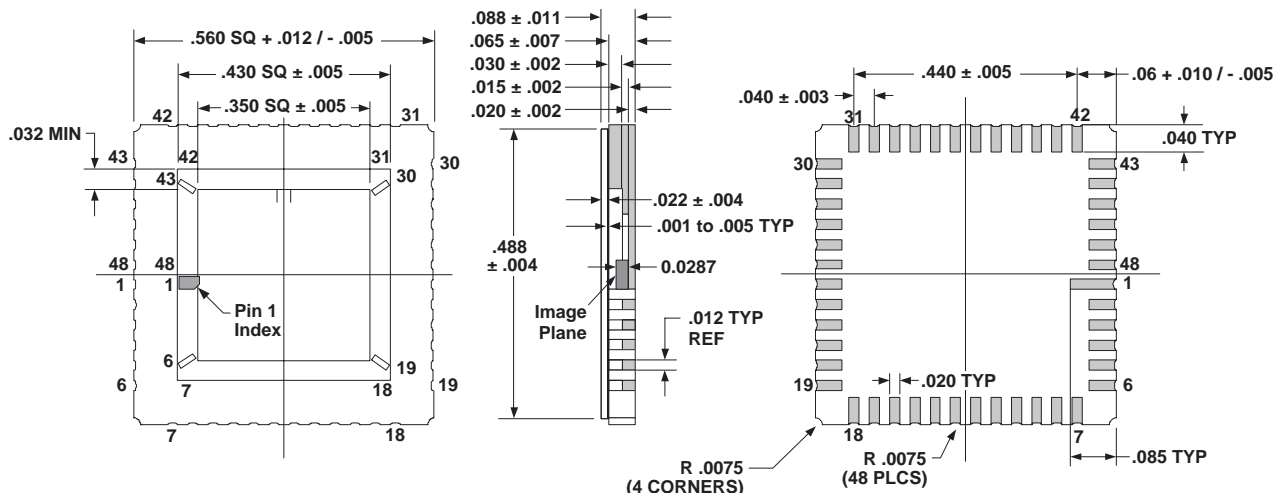 .560 SQ + .012 / - .005
.430 SQ ± .005
.350 SQ ± .005
.032 MIN
42
31
43
42
31
30
43
30
48
48
1
1
Pin 1
Index
6
19
6
7
18
19
7
18
.088 ± .011
.065 ± .007
.030 ± .002
.015 ± .002
.020 ± .002
.022 ± .004
.001 to .005 TYP
.488
± .004
0.0287
Image
Plane
.012 TYP
REF
.440 ± .005
.06 + .010 / - .005
.040 ± .003
31
42
.040 TYP
30
43
48
1
.020 TYP
19
6
18
7
R .0075
(4 CORNERS)
R .0075
(48 PLCS)
.085 TYP